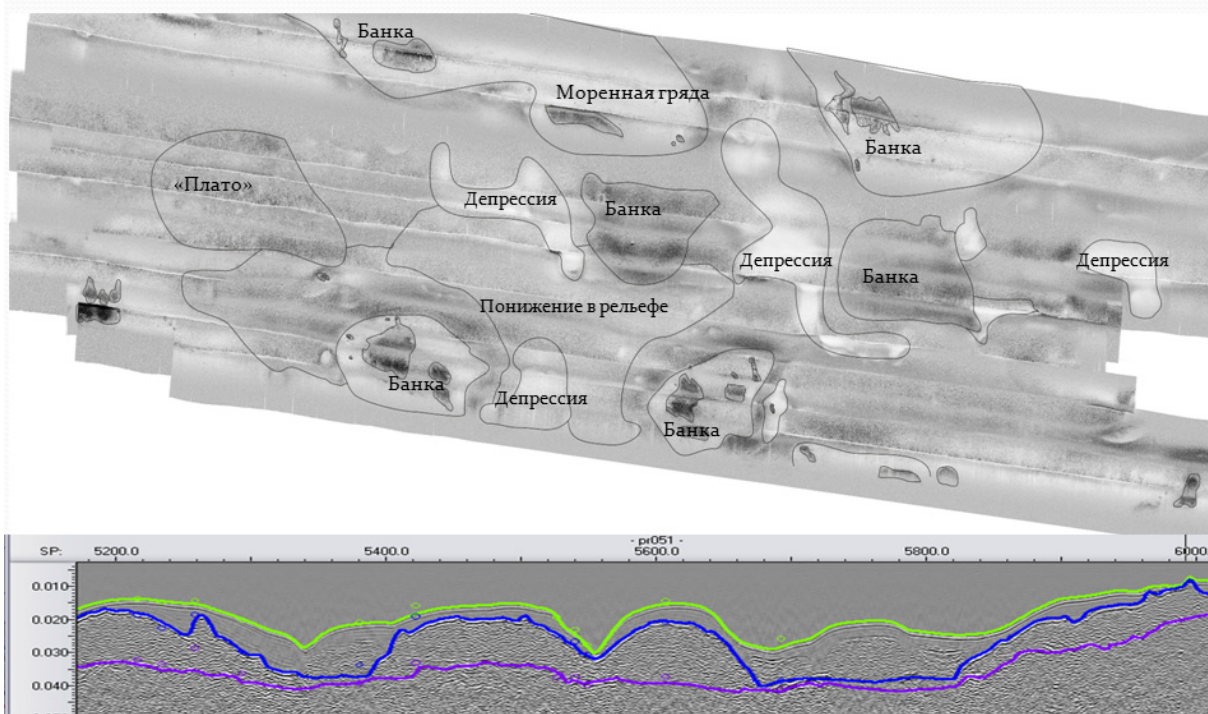 Банка
Моренная гряда
Банка
«Плато»
Депрессия
Банка
Депрессия
Банка
Депрессия
Понижение в рельефе
Банка
Депрессия
Банка
- pr051 -
SP: 5200.0 5400.0 5600.0 5800.0 6000.
0.010
0.020
0.030
0.040